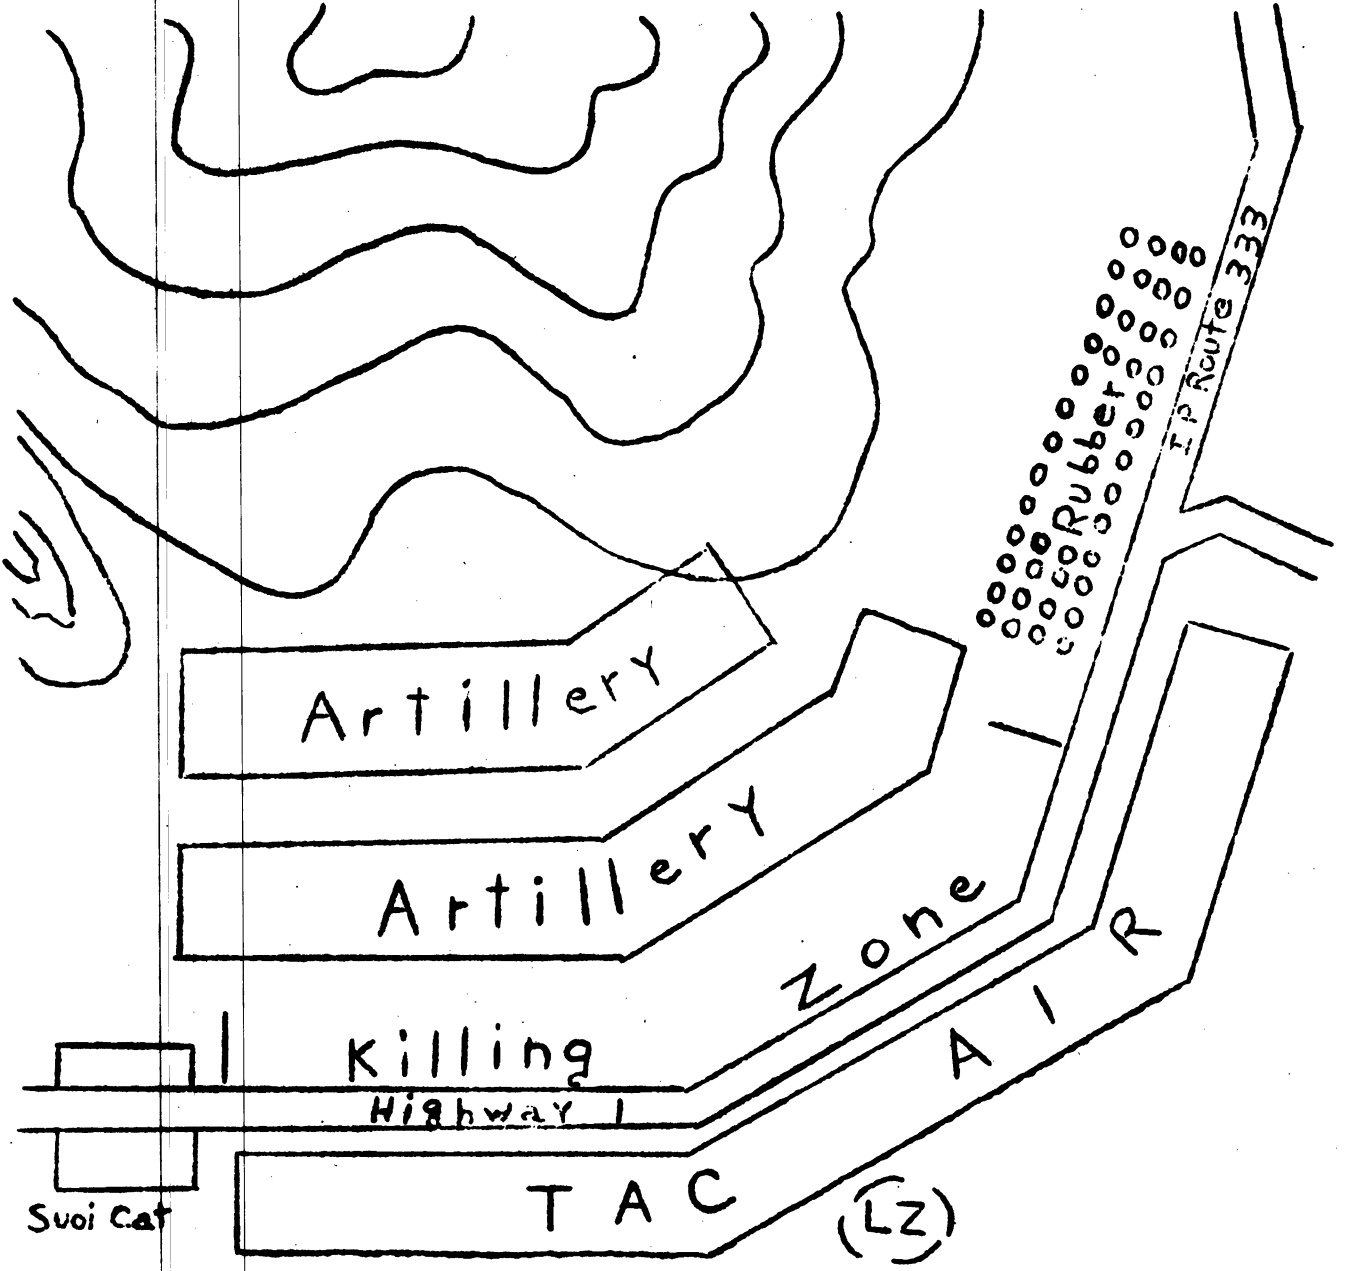 IP Route 333
Rubber
Artillery
Artillery
Killing Zone
Highway 1
TAC AIR
Suoi Cat
(LZ)